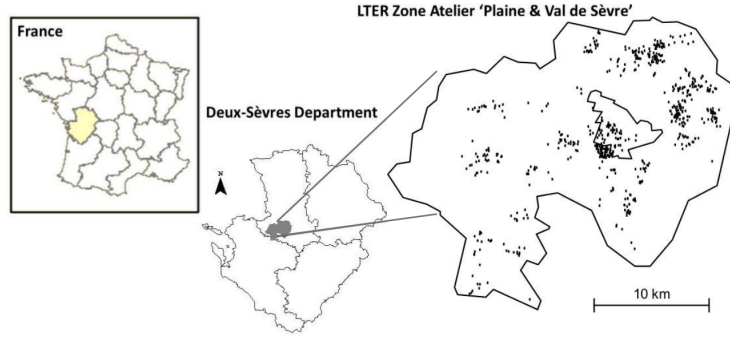 LTER Zone Atelier ‘Plaine & Val de Sèvre’
France
Deux-Sèvres Department
N
10 km